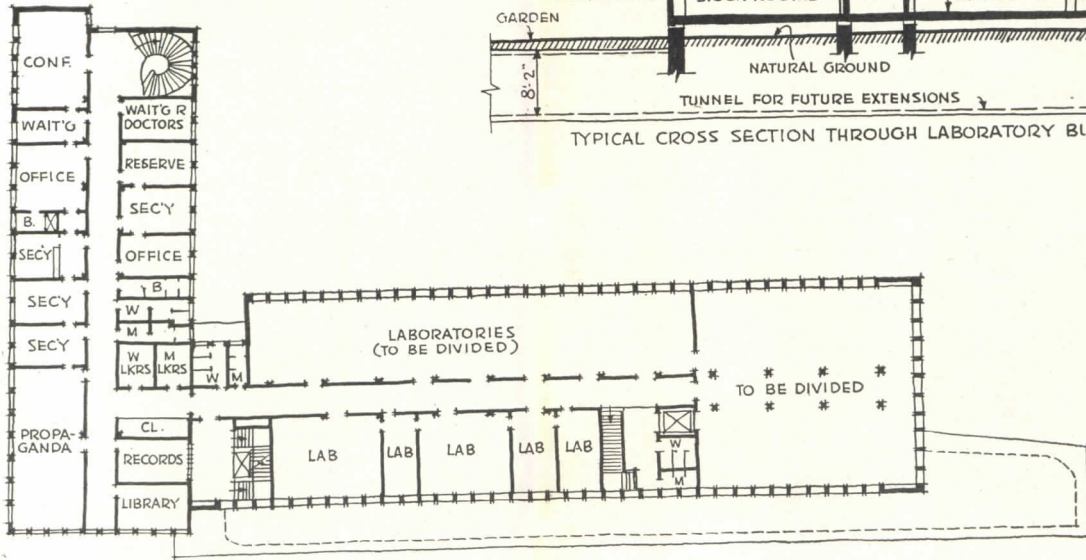 GARDEN
8'-2"
NATURAL GROUND
TUNNEL FOR FUTURE EXTENSIONS
TYPICAL CROSS SECTION THROUGH LABORATORY BL
CONF.
WAIT'G
OFFICE
B.
SEC'Y
SEC'Y
SEC'Y
PROPA-
GANDA
WAIT'G R
DOCTORS
RESERVE
SEC'Y
OFFICE
B
W
M
W
LKRS
M
LKRS
W
M
CL.
RECORDS
LIBRARY
LABORATORIES
(TO BE DIVIDED)
TO BE DIVIDED
LAB
LAB
LAB
LAB
LAB
W
M